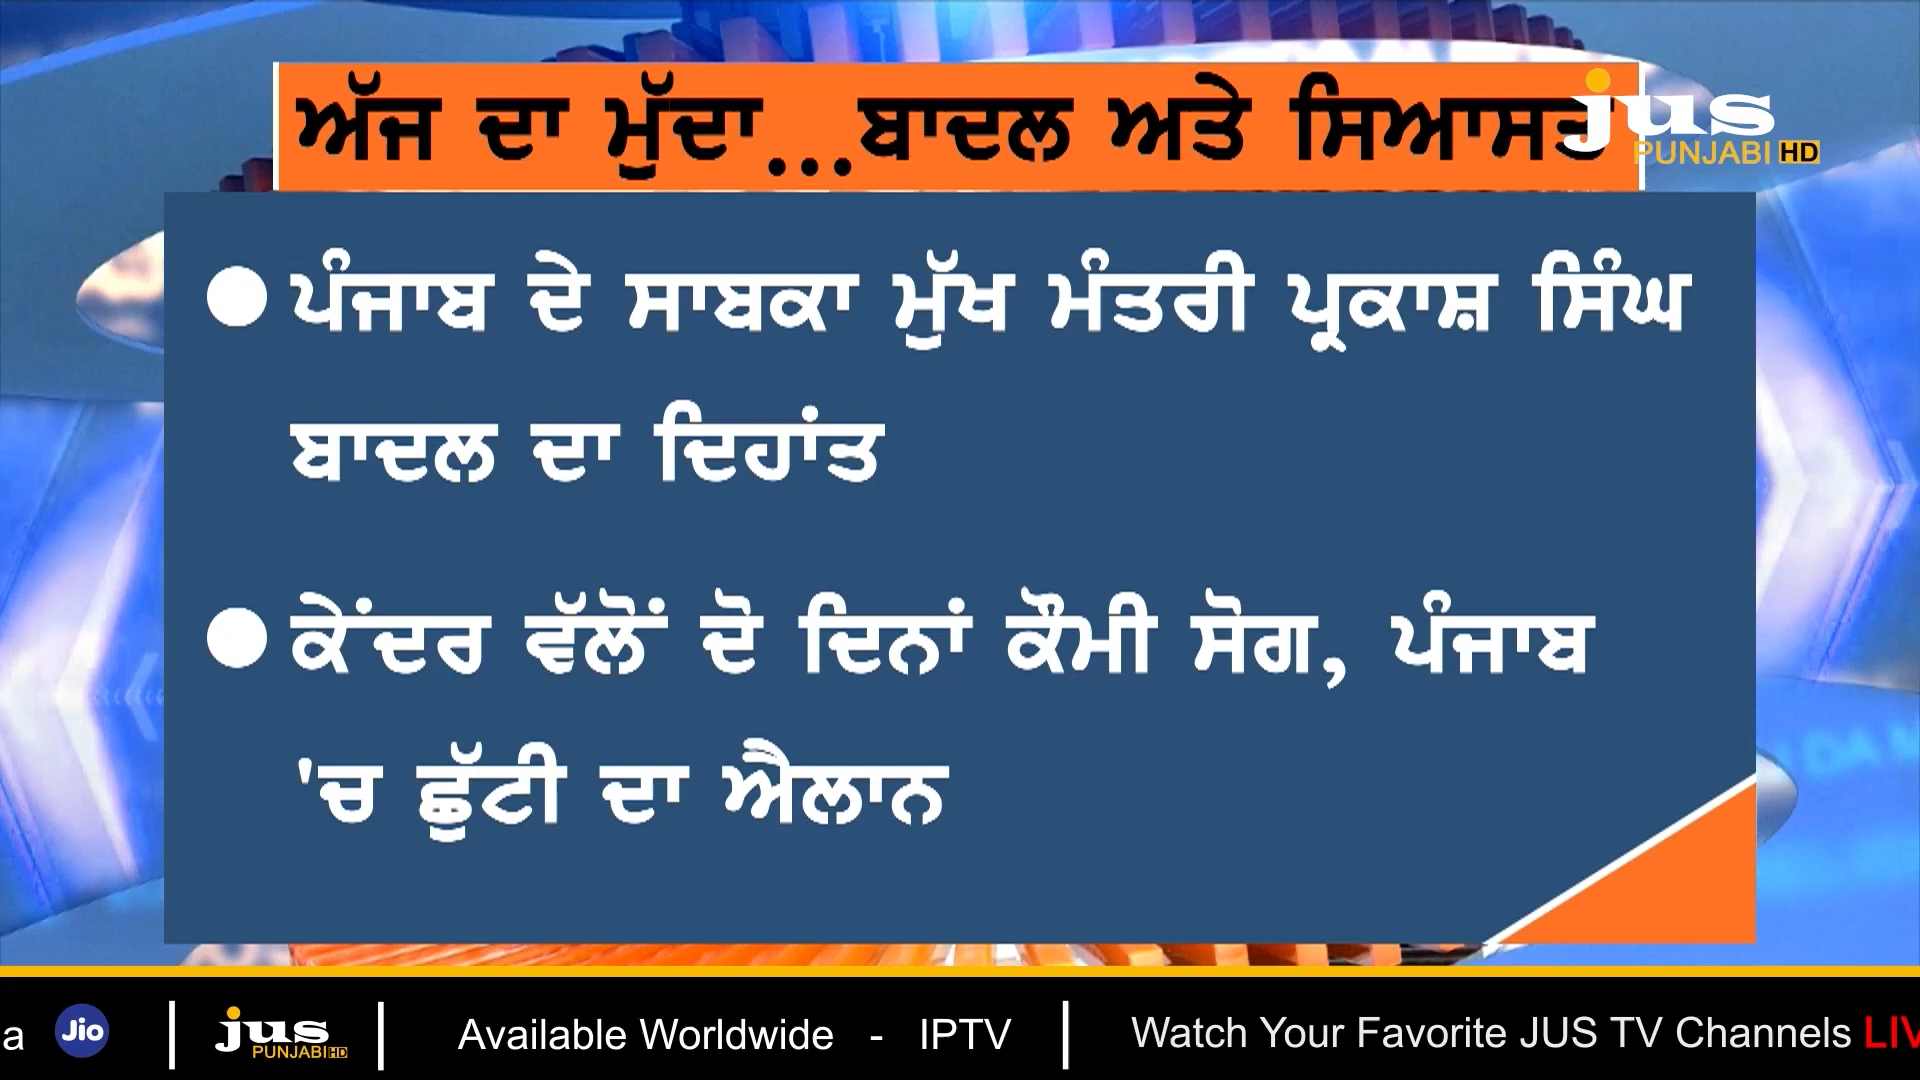 ਅੱਜ ਦਾ ਮੁੱਦਾ...ਬਾਦਲ ਅਤੇ ਸਿਆਸਤ
jus
PUNJABI HD
● ਪੰਜਾਬ ਦੇ ਸਾਬਕਾ ਮੁੱਖ ਮੰਤਰੀ ਪ੍ਰਕਾਸ਼ ਸਿੰਘ
ਬਾਦਲ ਦਾ ਦਿਹਾਂਤ
● ਕੇਂਦਰ ਵੱਲੋਂ ਦੋ ਦਿਨਾਂ ਕੌਮੀ ਸੋਗ, ਪੰਜਾਬ
'ਚ ਛੁੱਟੀ ਦਾ ਐਲਾਨ
a Jio | jus PUNJABI HD | Available Worldwide - IPTV | Watch Your Favorite JUS TV Channels